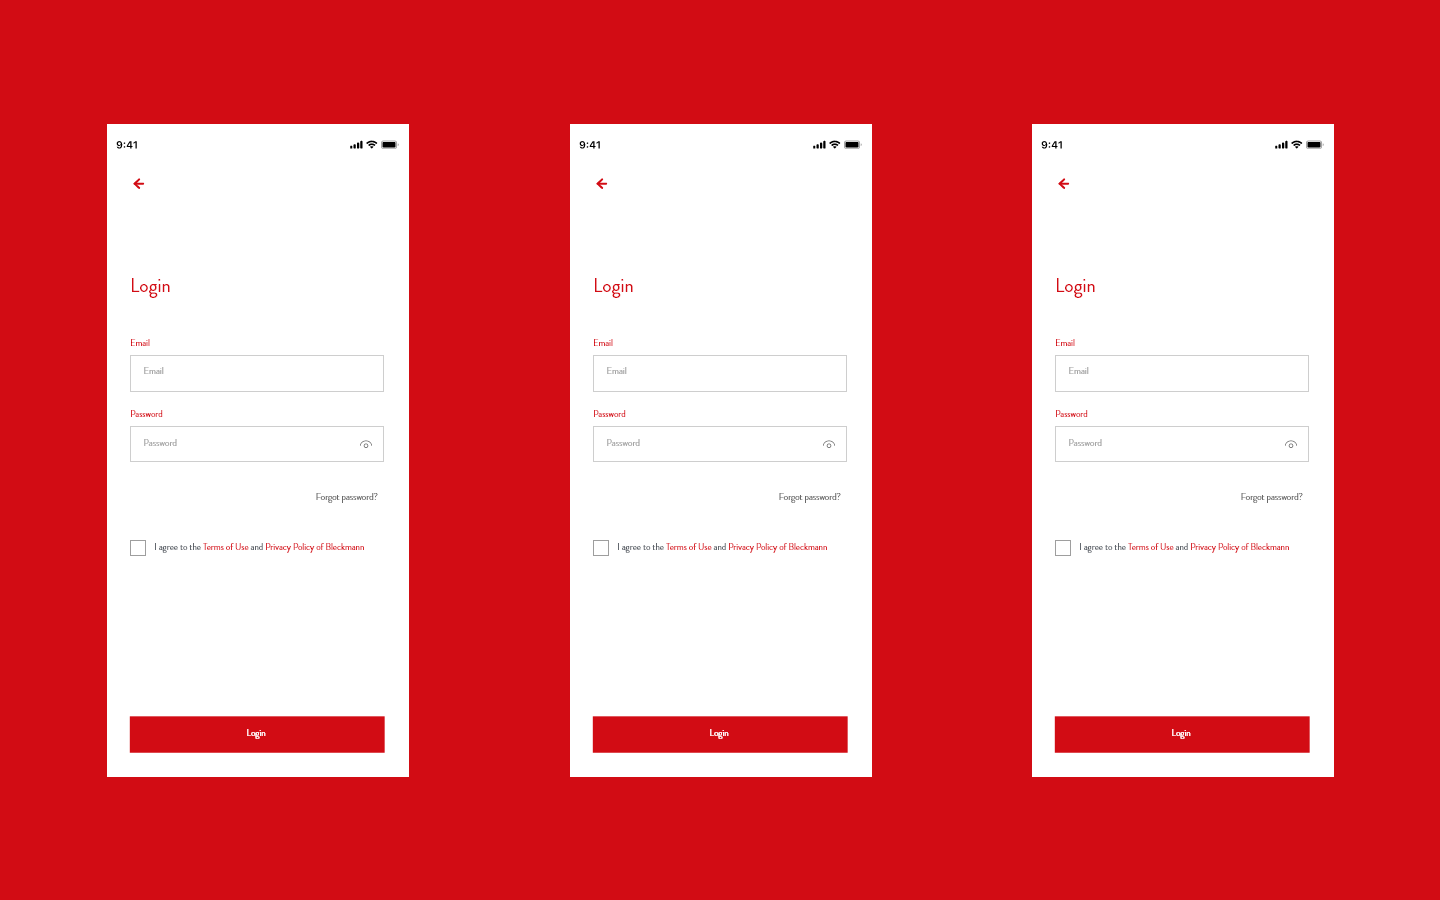 9:41
Login
Email
Email
Password
Password
Forgot password?
I agree to the Terms of Use and Privacy Policy of Bleckmann
Login
9:41
Login
Email
Email
Password
Password
Forgot password?
I agree to the Terms of Use and Privacy Policy of Bleckmann
Login
9:41
Login
Email
Email
Password
Password
Forgot password?
I agree to the Terms of Use and Privacy Policy of Bleckmann
Login